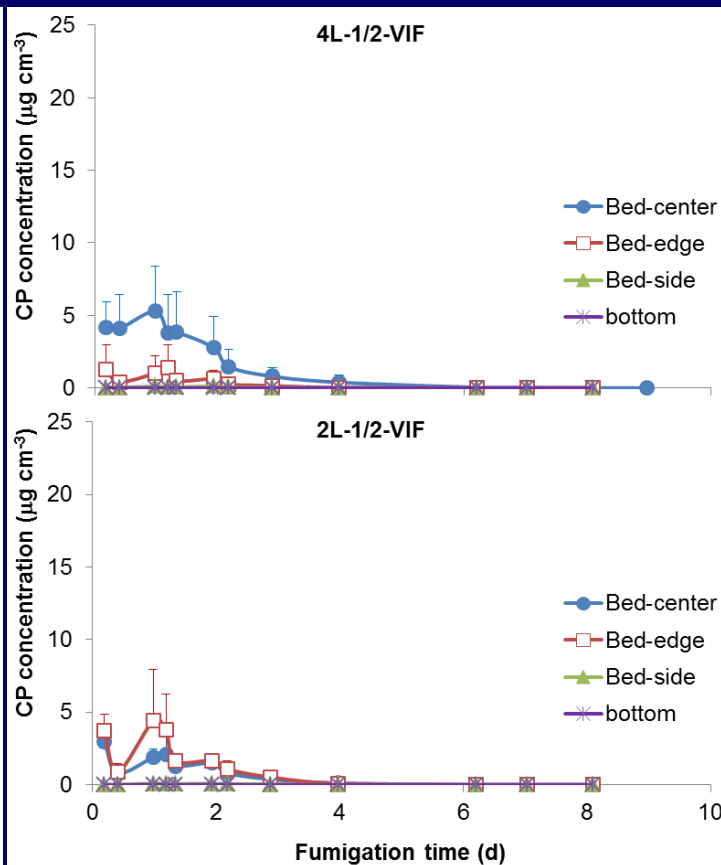 4L-1/2-VIF
CP concentration (µg cm-3)
25
20
15
10
5
0
Bed-center
Bed-edge
Bed-side
bottom
2L-1/2-VIF
CP concentration (µg cm-3)
25
20
15
10
5
0
Bed-center
Bed-edge
Bed-side
bottom
0 2 4 6 8 10
Fumigation time (d)